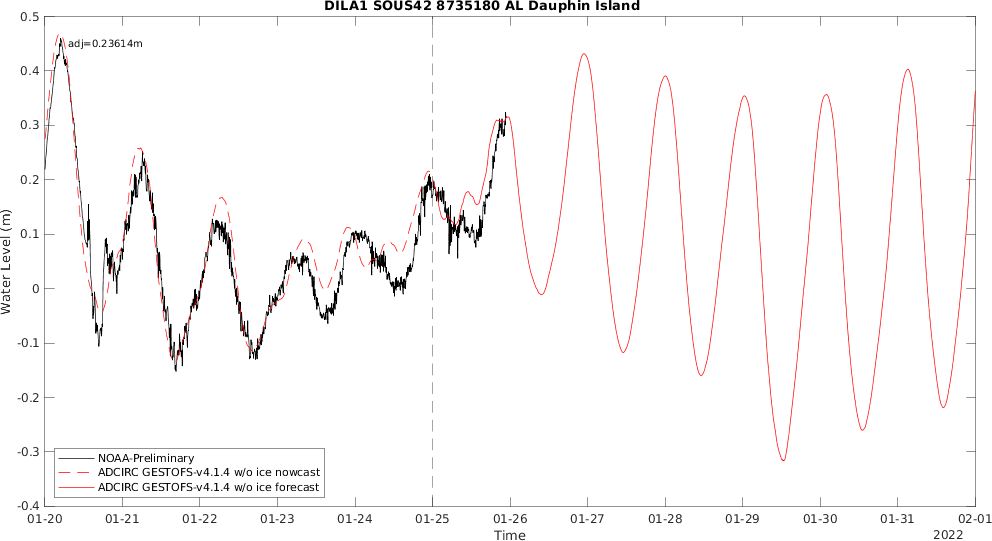 DILA1 SOUS42 8735180 AL Dauphin Island
adj=0.23614m
0.5
0.4
0.3
0.2
0.1
0
-0.1
-0.2
-0.3
-0.4
Water Level (m)
NOAA-Preliminary
ADCIRC GESTOFS-v4.1.4 w/o ice nowcast
ADCIRC GESTOFS-v4.1.4 w/o ice forecast
01-20 01-21 01-22 01-23 01-24 01-25 01-26 01-27 01-28 01-29 01-30 01-31 02-01
Time
2022